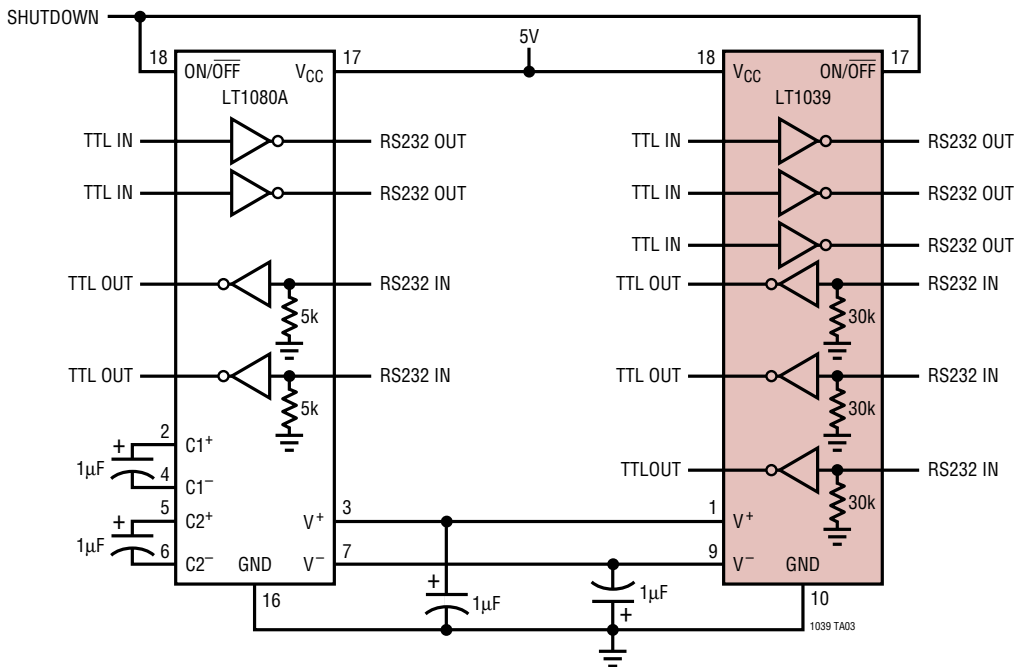 SHUTDOWN
5V
18
17
18
17
ON/OFF
VCC
VCC
ON/OFF
LT1080A
LT1039
TTL IN
RS232 OUT
TTL IN
RS232 OUT
TTL IN
RS232 OUT
TTL IN
RS232 OUT
TTL IN
RS232 OUT
TTL OUT
RS232 IN
TTL OUT
RS232 IN
5k
30k
TTL OUT
RS232 IN
TTL OUT
RS232 IN
5k
30k
2
C1+
+
1µF
4
C1–
TTLOUT
RS232 IN
30k
5
C2+
+
1µF
6
C2–
V+
3
1
V+
V–
7
9
V–
GND
GND
16
10
+
1µF
1µF
+
1039 TA03